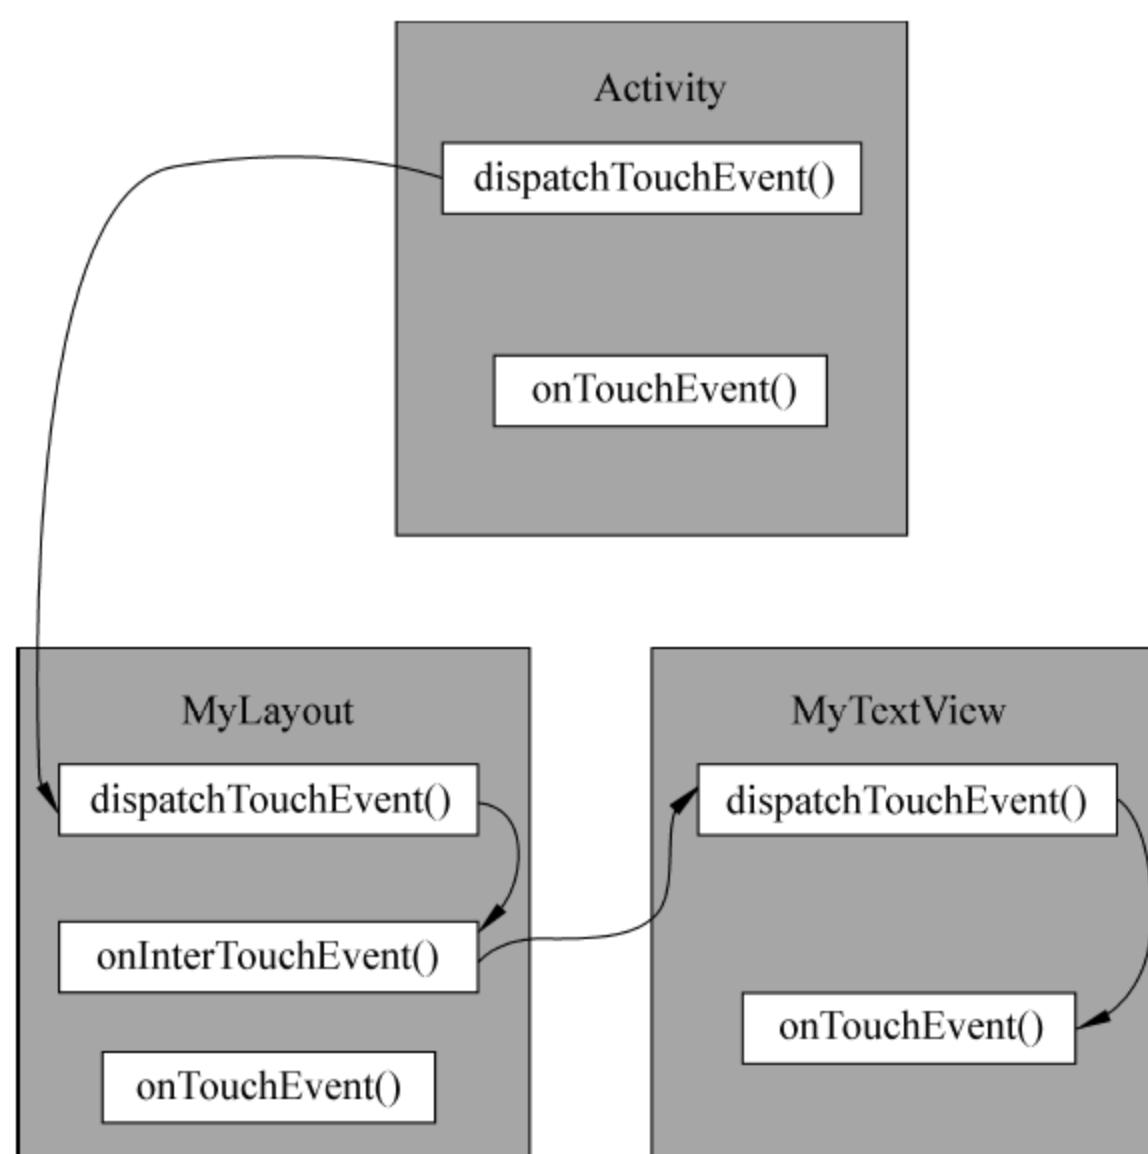 Activity
dispatchTouchEvent()
onTouchEvent()
MyLayout
dispatchTouchEvent()
onInterTouchEvent()
onTouchEvent()
MyTextView
dispatchTouchEvent()
onTouchEvent()